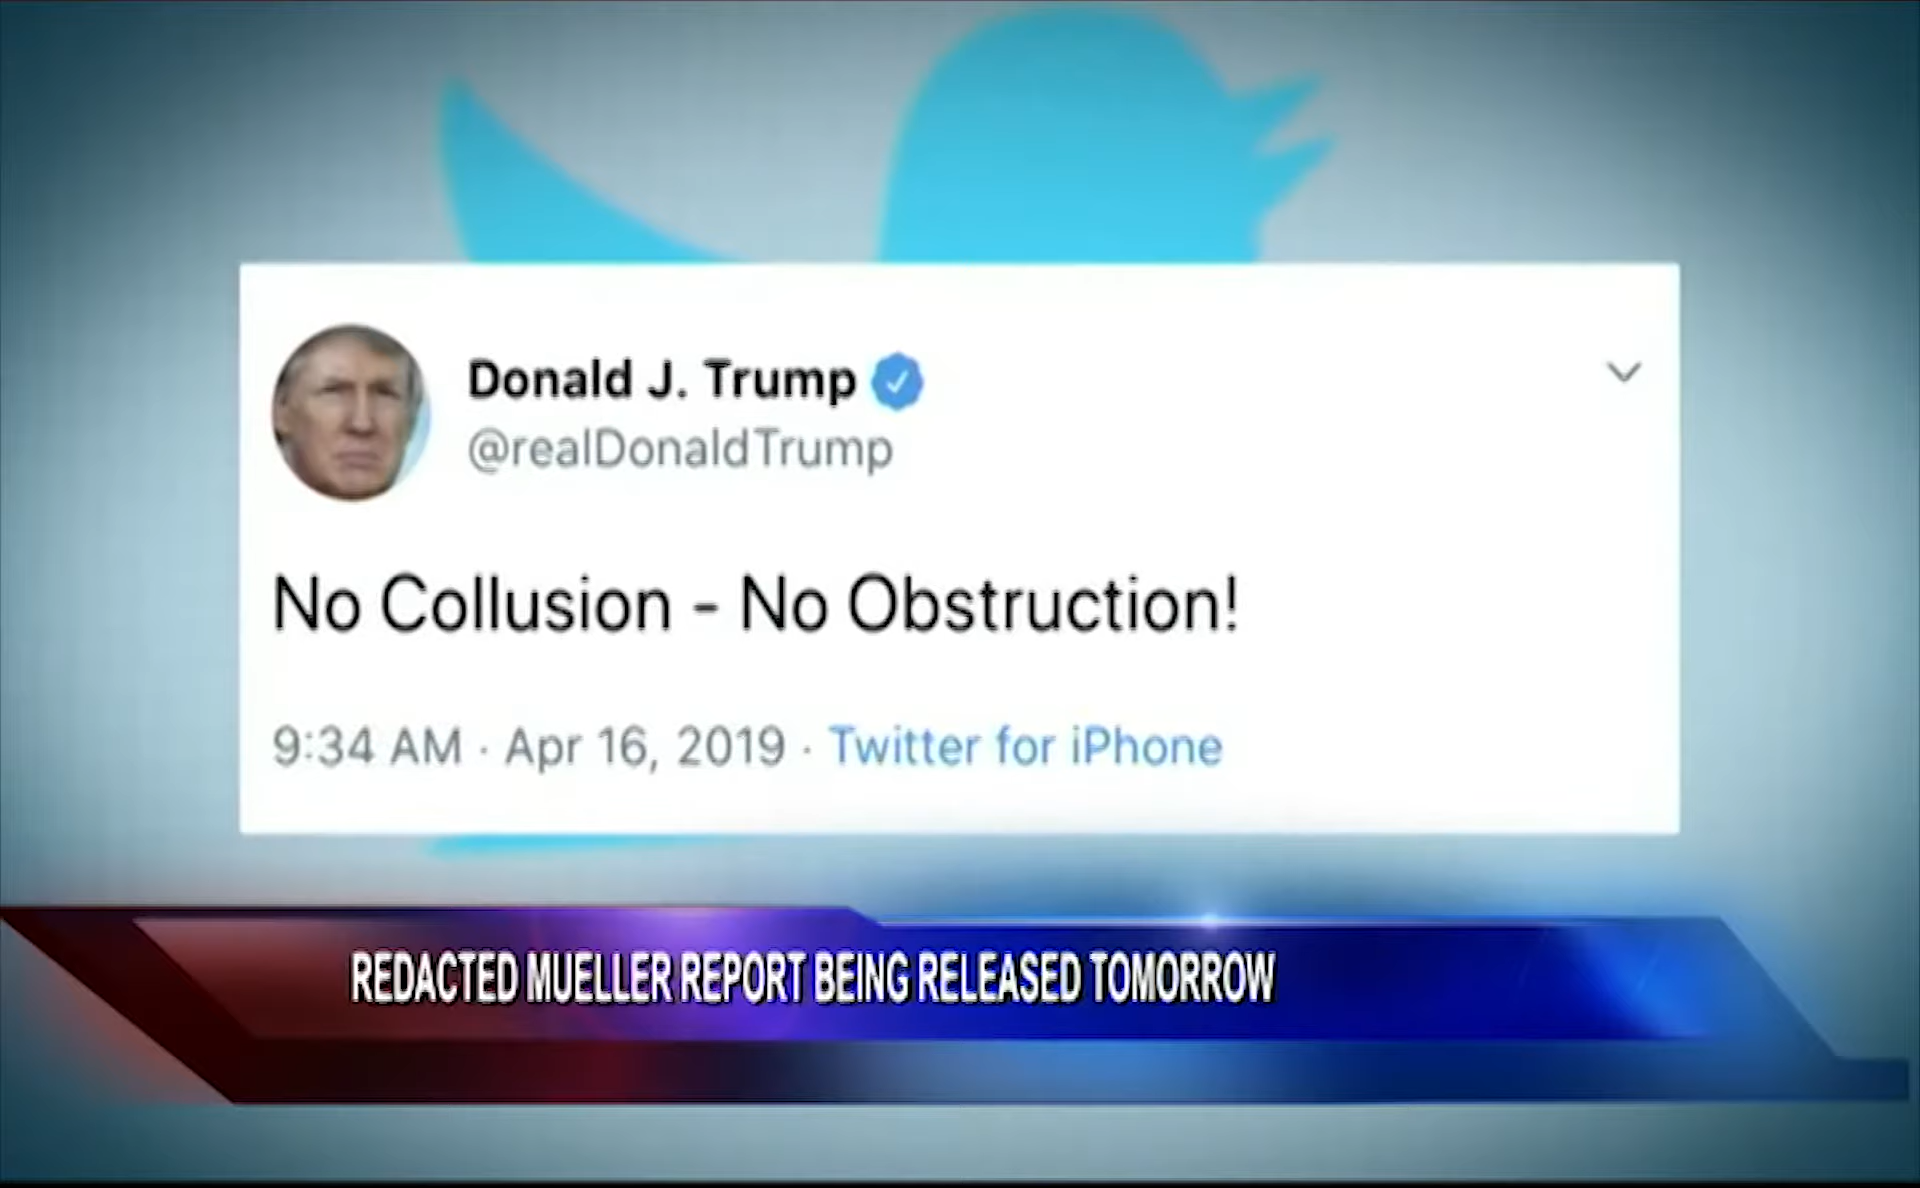 Donald J. Trump
@realDonaldTrump
No Collusion - No Obstruction!
9:34 AM · Apr 16, 2019 · Twitter for iPhone
REDACTED MUELLER REPORT BEING RELEASED TOMORROW